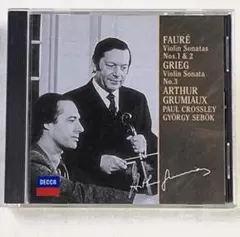 FAURÉ
Violin Sonatas
Nos.1 & 2
GRIEG
Violin Sonata
No.3
ARTHUR
GRUMIAUX
PAUL CROSSLEY
GYÖRGY SEBÖK
DECCA